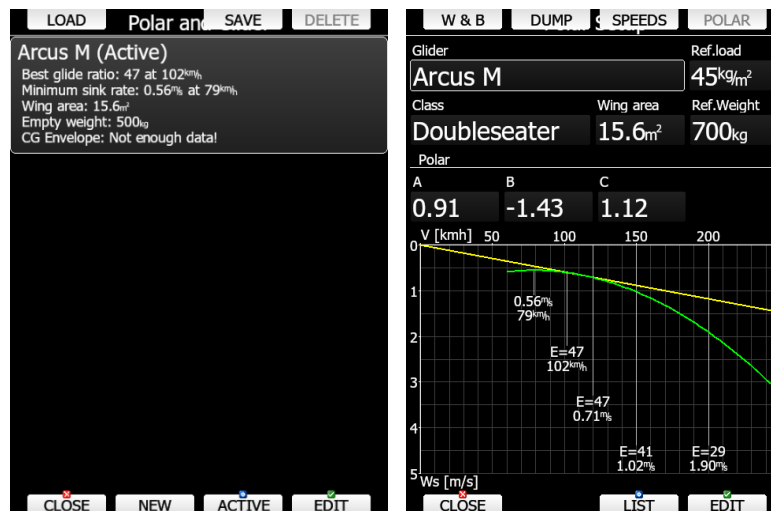 LOAD Polar and Glider SAVE DELETE
Arcus M (Active)
Best glide ratio: 47 at 102km/h
Minimum sink rate: 0.56m/s at 79km/h
Wing area: 15.6m²
Empty weight: 500kg
CG Envelope: Not enough data!
CLOSE NEW ACTIVE EDIT
W & B DUMP SPEEDS POLAR
Polar Setup
Glider Ref.load
Arcus M 45kg/m²
Class Wing area Ref.Weight
Doubleseater 15.6m² 700kg
Polar
A B C
0.91 -1.43 1.12
V [kmh] 50 100 150 200
0
1
0.56m/s
79km/h
2
E=47
102km/h
3
E=47
0.71m/s
4
E=41 E=29
1.02m/s 1.90m/s
5
Ws [m/s]
CLOSE LIST EDIT